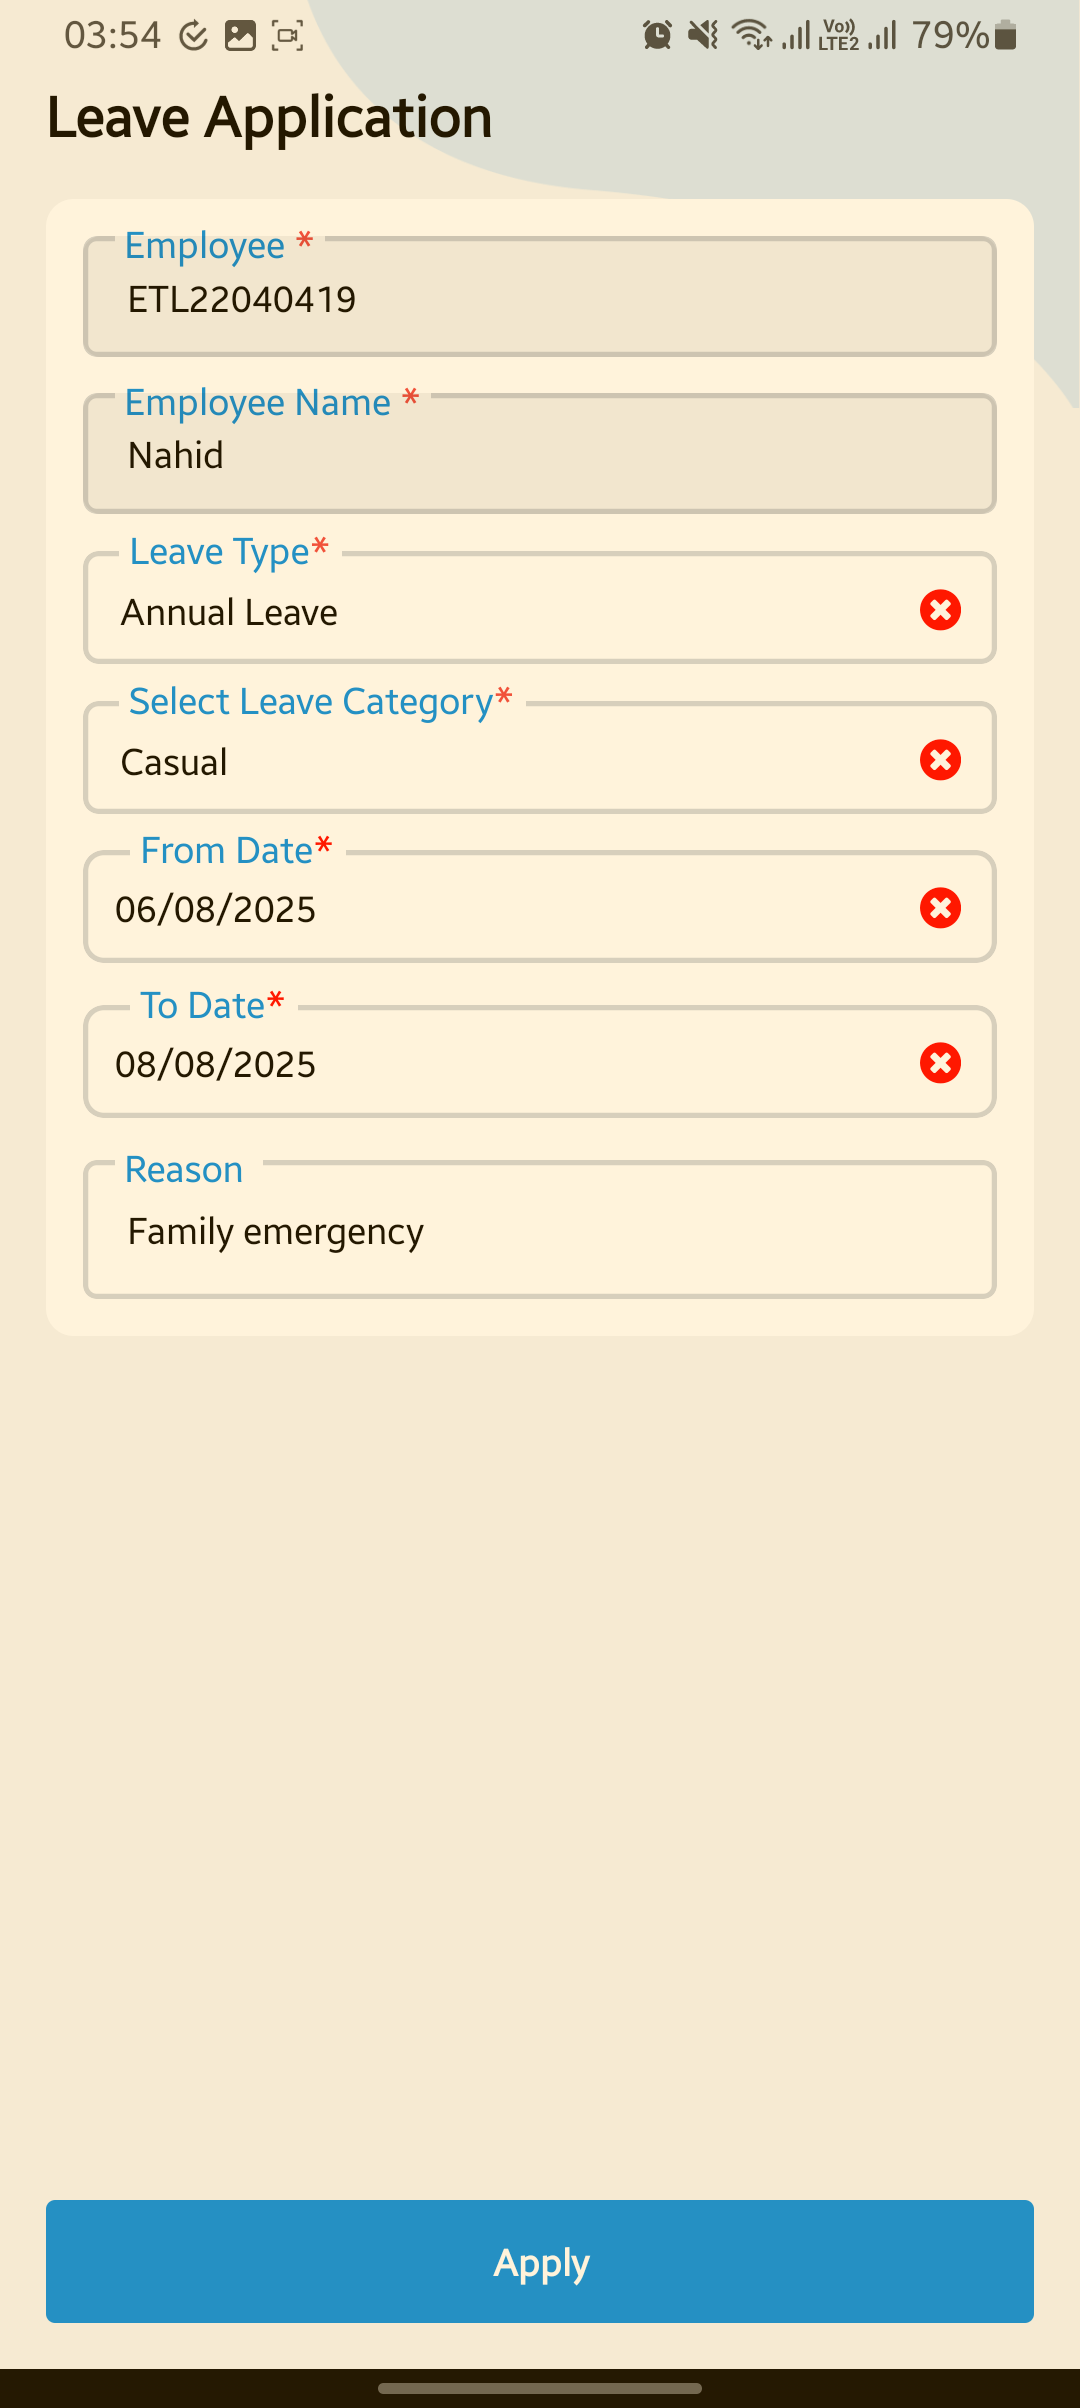 03:54
Vo)) LTE2 79%
Leave Application
Employee *
ETL22040419
Employee Name *
Nahid
Leave Type*
Annual Leave
Select Leave Category*
Casual
From Date*
06/08/2025
To Date*
08/08/2025
Reason
Family emergency
Apply